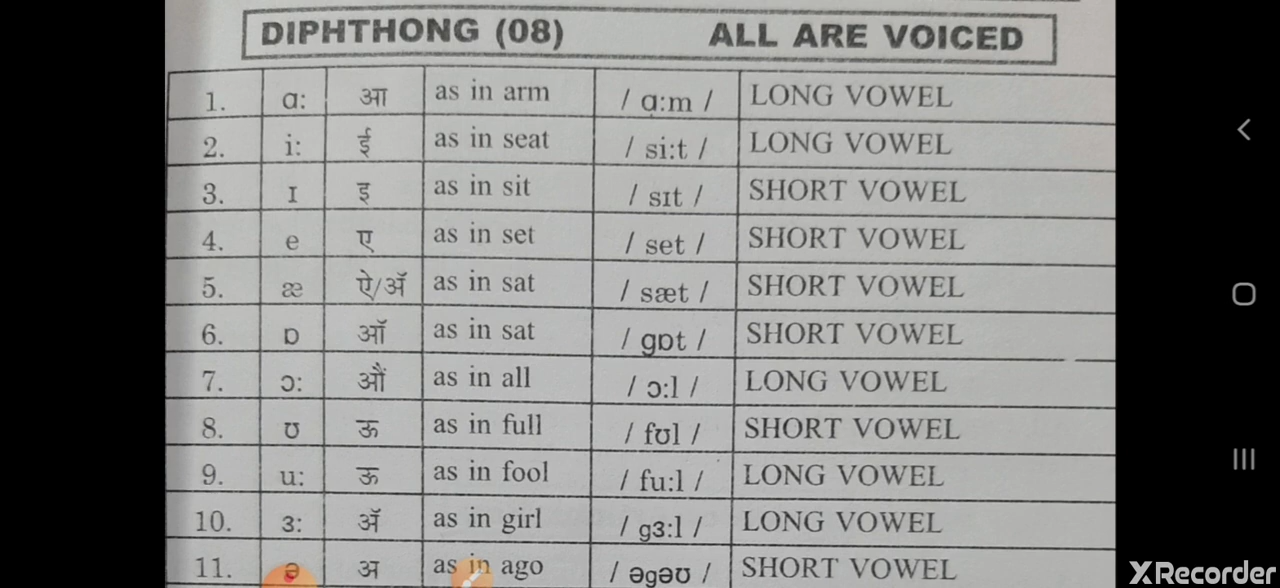 DIPHTHONG (08) ALL ARE VOICED
1. ɑ: आ as in arm / ɑ:m / LONG VOWEL
2. i: ई as in seat / si:t / LONG VOWEL
3. ɪ इ as in sit / sɪt / SHORT VOWEL
4. e ए as in set / set / SHORT VOWEL
5. æ ऐ/ॲ as in sat / sæt / SHORT VOWEL
6. ɒ ऑ as in sat / gɒt / SHORT VOWEL
7. ɔ: औ as in all / ɔ:l / LONG VOWEL
8. ʊ ऊ as in full / fʊl / SHORT VOWEL
9. u: ऊ as in fool / fu:l / LONG VOWEL
10. ɜ: ॲ as in girl / gɜ:l / LONG VOWEL
11. ə अ as in ago / əgəʊ / SHORT VOWEL
XRecorder